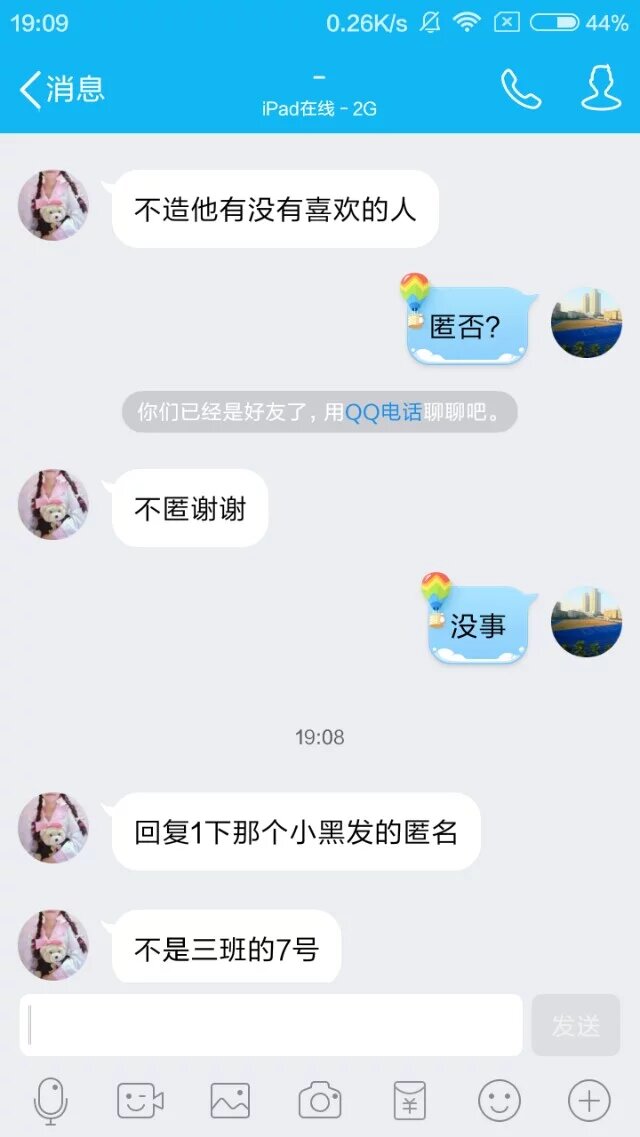 19:09 0.26K/s 44%
消息
-
iPad在线 - 2G
不造他有没有喜欢的人
匿否?
你们已经是好友了，用QQ电话聊聊吧。
不匿谢谢
没事
19:08
回复1下那个小黑发的匿名
不是三班的7号
发送